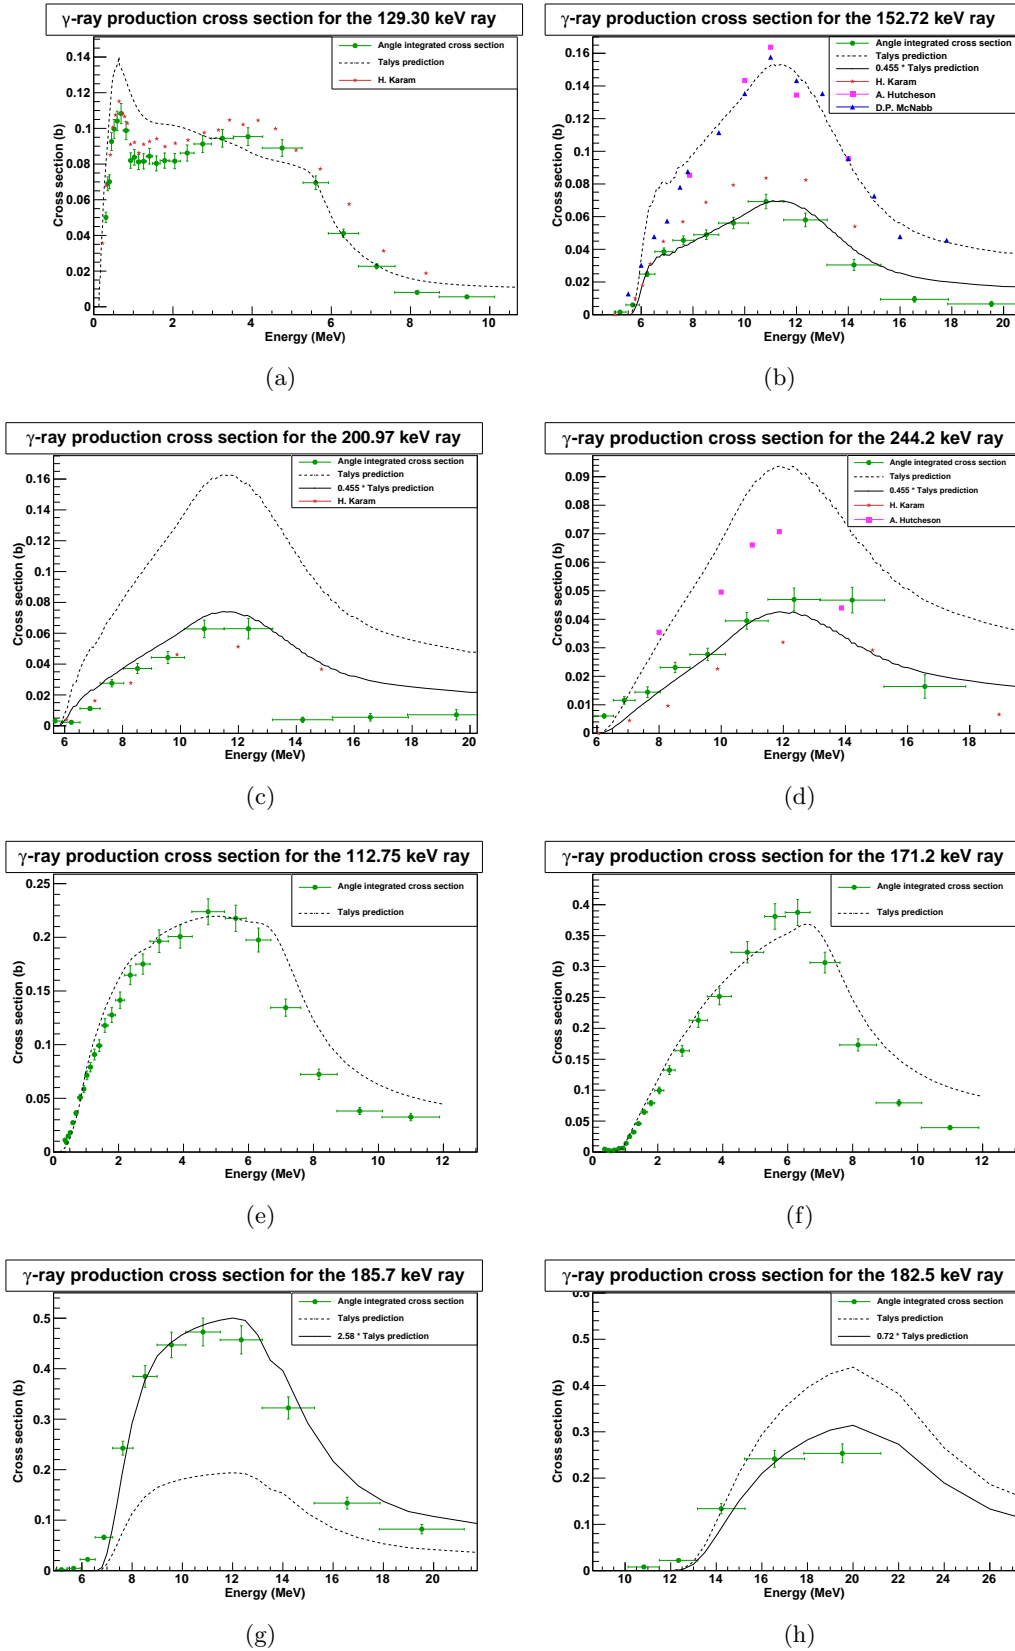 γ-ray production cross section for the 129.30 keV ray
Angle integrated cross section
Talys prediction
H. Karam
Cross section (b)
0.14
0.12
0.1
0.08
0.06
0.04
0.02
0
0 2 4 6 8 10
Energy (MeV)
(a)
γ-ray production cross section for the 152.72 keV ray
Angle integrated cross section
Talys prediction
0.455 * Talys prediction
H. Karam
A. Hutcheson
D.P. McNabb
Cross section (b)
0.16
0.14
0.12
0.1
0.08
0.06
0.04
0.02
0
6 8 10 12 14 16 18 20
Energy (MeV)
(b)
γ-ray production cross section for the 200.97 keV ray
Angle integrated cross section
Talys prediction
0.455 * Talys prediction
H. Karam
Cross section (b)
0.16
0.14
0.12
0.1
0.08
0.06
0.04
0.02
0
6 8 10 12 14 16 18 20
Energy (MeV)
(c)
γ-ray production cross section for the 244.2 keV ray
Angle integrated cross section
Talys prediction
0.455 * Talys prediction
H. Karam
A. Hutcheson
Cross section (b)
0.09
0.08
0.07
0.06
0.05
0.04
0.03
0.02
0.01
0
6 8 10 12 14 16 18
Energy (MeV)
(d)
γ-ray production cross section for the 112.75 keV ray
Angle integrated cross section
Talys prediction
Cross section (b)
0.25
0.2
0.15
0.1
0.05
0
0 2 4 6 8 10 12
Energy (MeV)
(e)
γ-ray production cross section for the 171.2 keV ray
Angle integrated cross section
Talys prediction
Cross section (b)
0.4
0.35
0.3
0.25
0.2
0.15
0.1
0.05
0
0 2 4 6 8 10 12
Energy (MeV)
(f)
γ-ray production cross section for the 185.7 keV ray
Angle integrated cross section
Talys prediction
2.58 * Talys prediction
Cross section (b)
0.5
0.4
0.3
0.2
0.1
0
6 8 10 12 14 16 18 20
Energy (MeV)
(g)
γ-ray production cross section for the 182.5 keV ray
Angle integrated cross section
Talys prediction
0.72 * Talys prediction
Cross section (b)
0.6
0.5
0.4
0.3
0.2
0.1
0
10 12 14 16 18 20 22 24 26
Energy (MeV)
(h)